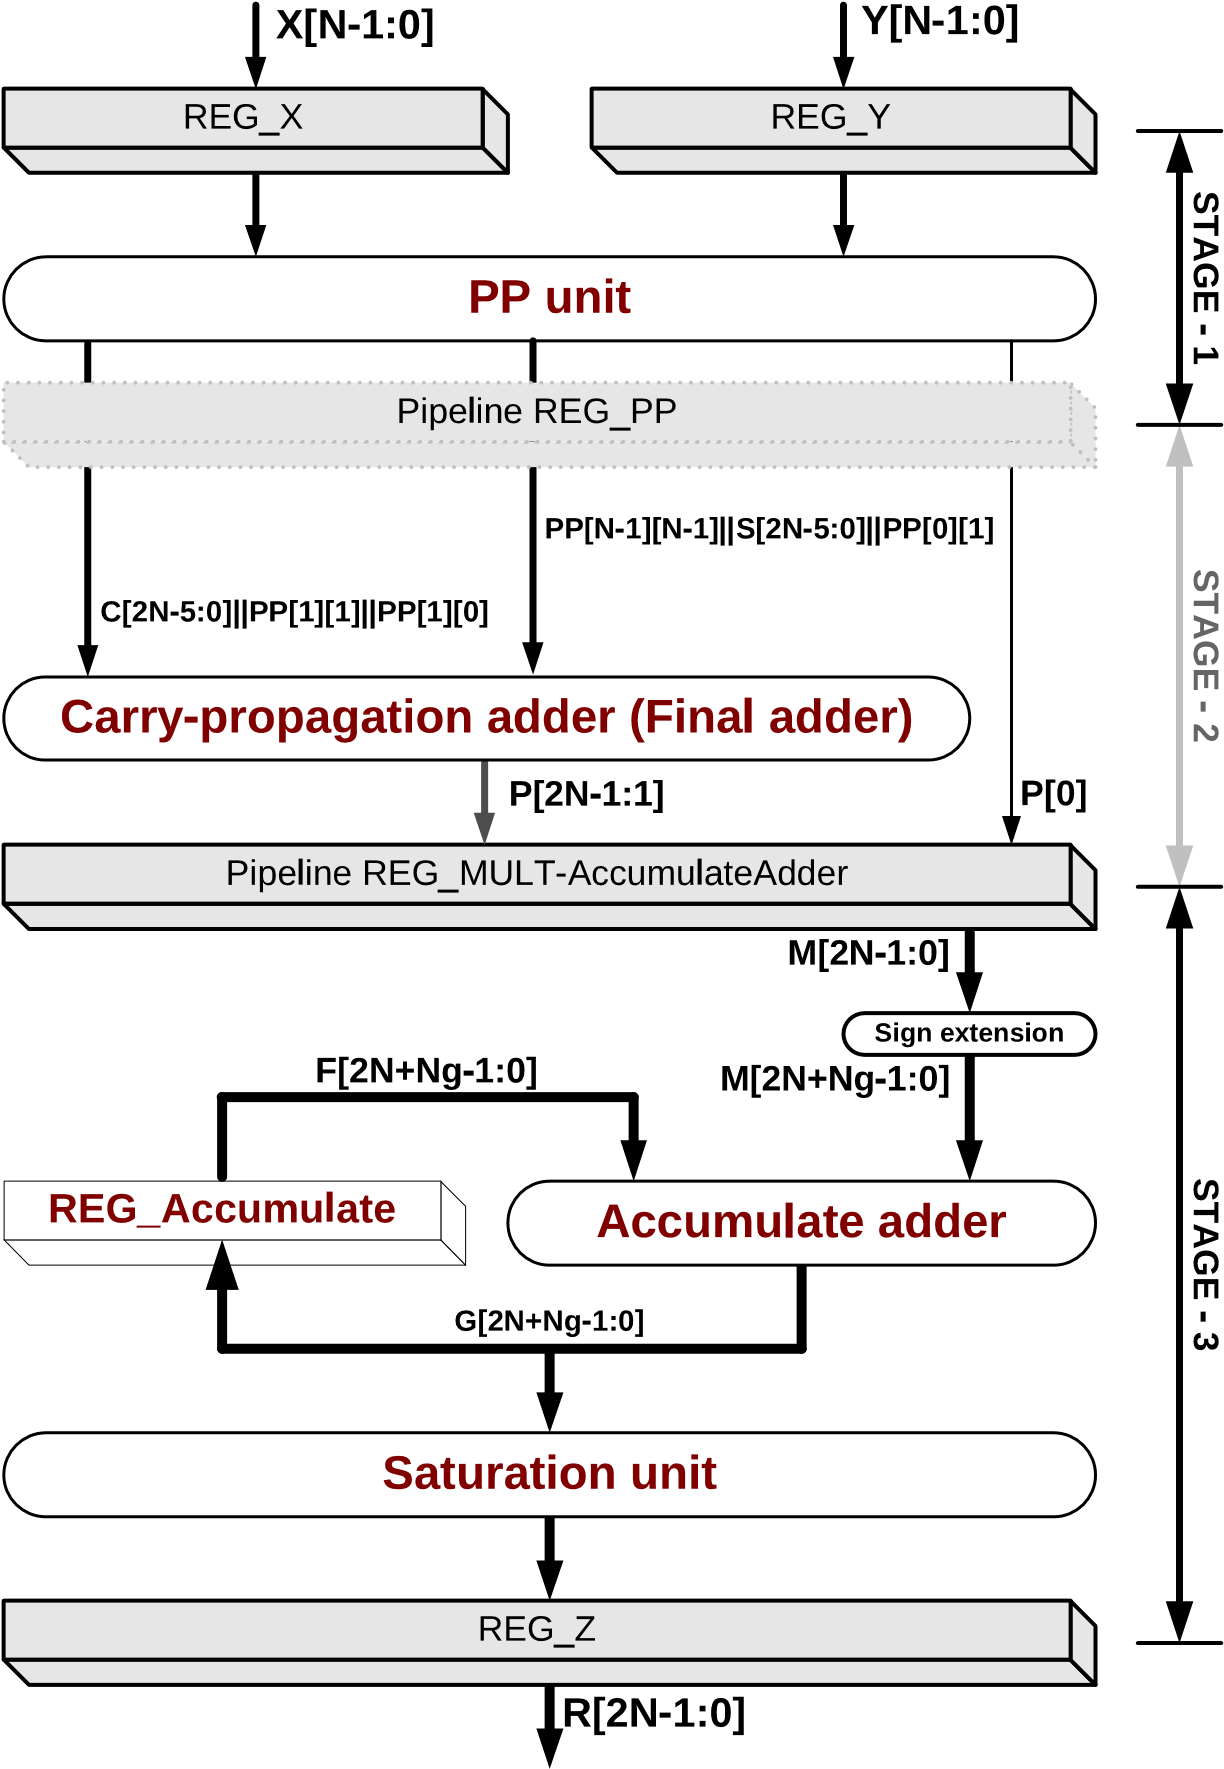 X[N-1:0]
Y[N-1:0]
REG_X
REG_Y
STAGE - 1
PP unit
Pipeline REG_PP
PP[N-1][N-1]||S[2N-5:0]||PP[0][1]
C[2N-5:0]||PP[1][1]||PP[1][0]
STAGE - 2
Carry-propagation adder (Final adder)
P[2N-1:1]
P[0]
Pipeline REG_MULT-AccumulateAdder
M[2N-1:0]
Sign extension
F[2N+Ng-1:0]
M[2N+Ng-1:0]
REG_Accumulate
Accumulate adder
STAGE - 3
G[2N+Ng-1:0]
Saturation unit
REG_Z
R[2N-1:0]